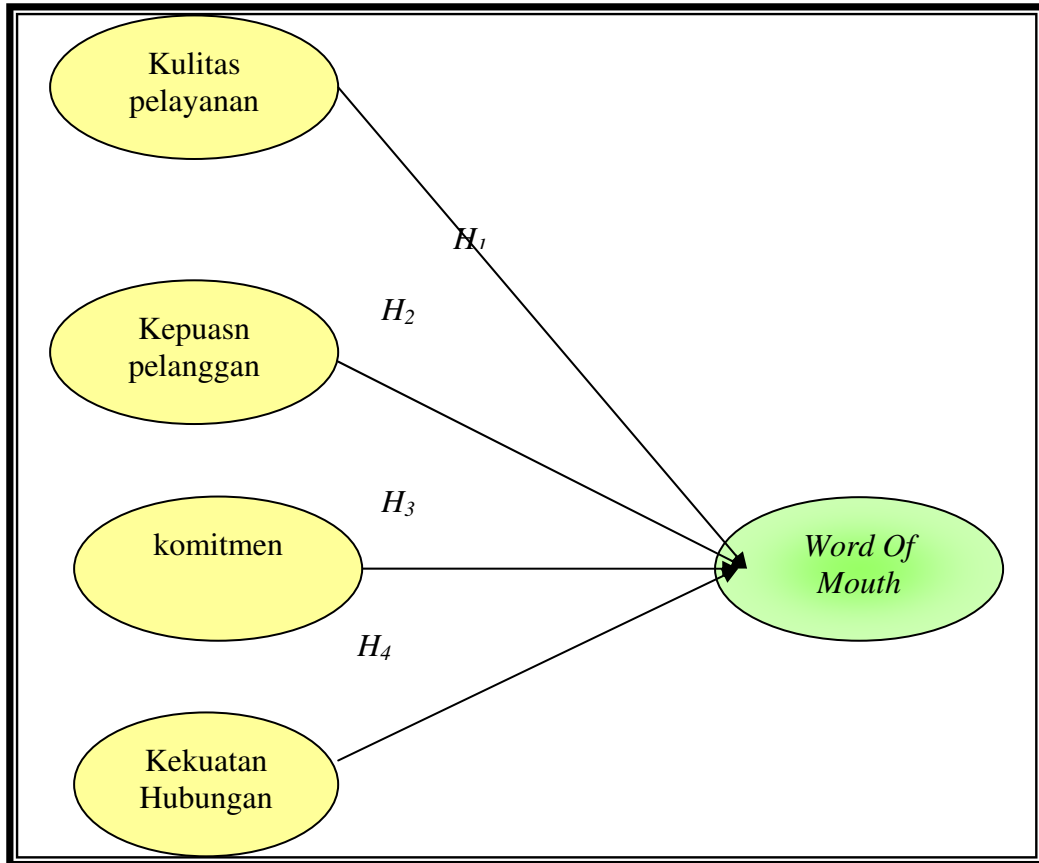 Kulitas
pelayanan
H₁
H₂
Kepuasn
pelanggan
H₃
komitmen
Word Of
Mouth
H₄
Kekuatan
Hubungan